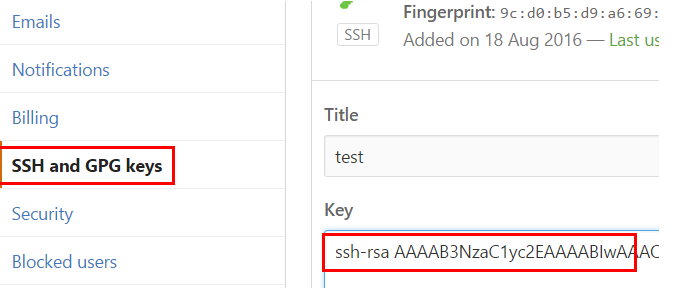 Emails
Notifications
Billing
SSH and GPG keys
Security
Blocked users
Fingerprint: 9c:d0:b5:d9:a6:69:
SSH
Added on 18 Aug 2016 — Last us
Title
test
Key
ssh-rsa AAAAB3NzaC1yc2EAAAABIwAAAC